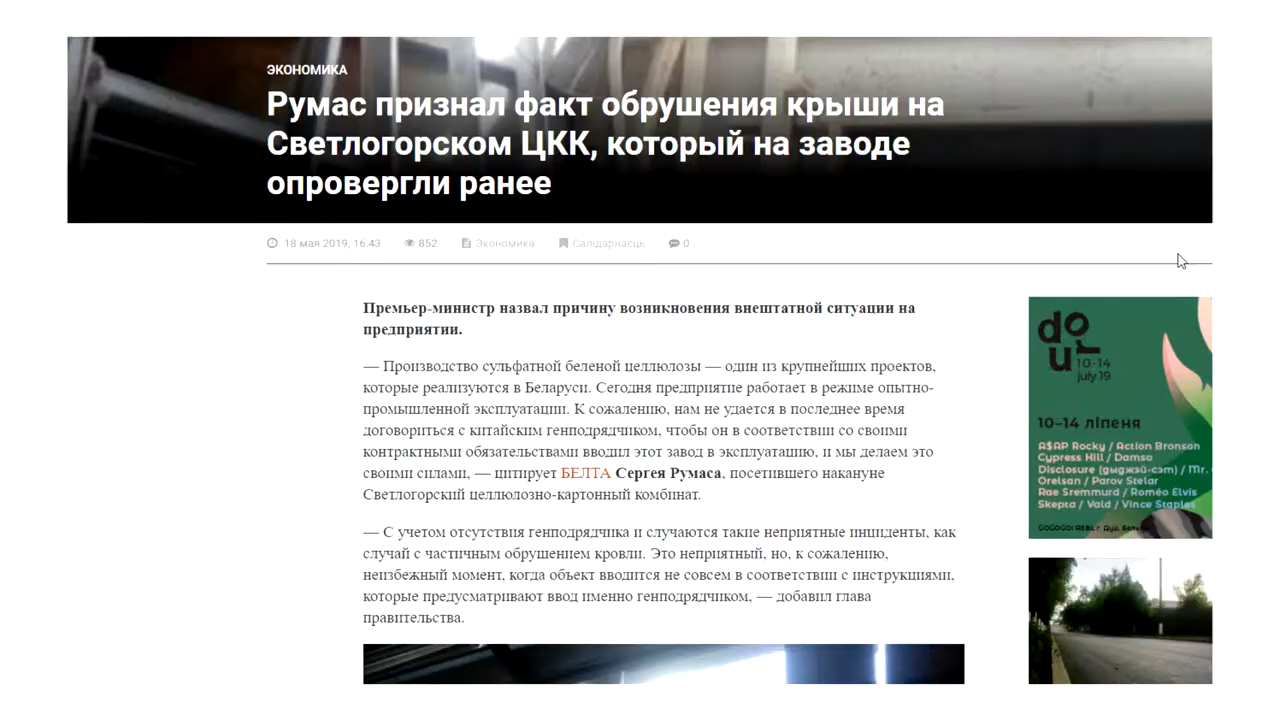 ЭКОНОМИКА
Румас признал факт обрушения крыши на
Светлогорском ЦКК, который на заводе
опровергли ранее
18 мая 2019, 16:43 852 Экономика Салідарнасць 0
Премьер-министр назвал причину возникновения внештатной ситуации на
предприятии.
— Производство сульфатной беленой целлюлозы — один из крупнейших проектов,
которые реализуются в Беларуси. Сегодня предприятие работает в режиме опытно-
промышленной эксплуатации. К сожалению, нам не удается в последнее время
договориться с китайским генподрядчиком, чтобы он в соответствии со своими
контрактными обязательствами вводил этот завод в эксплуатацию, и мы делаем это
своими силами, — цитирует БЕЛТА Сергея Румаса, посетившего накануне
Светлогорский целлюлозно-картонный комбинат.
— С учетом отсутствия генподрядчика и случаются такие неприятные инциденты, как
случай с частичным обрушением кровли. Это неприятный, но, к сожалению,
неизбежный момент, когда объект вводится не совсем в соответствии с инструкциями,
которые предусматривают ввод именно генподрядчиком, — добавил глава
правительства.
dour
10-14
july 19
10–14 ліпеня
A$AP Rocky / Action Bronson
Cypress Hill / Damso
Disclosure (дыджэй-сэт) / Mr.
Orelsan / Parov Stelar
Rae Sremmurd / Roméo Elvis
Skepta / Vald / Vince Staples